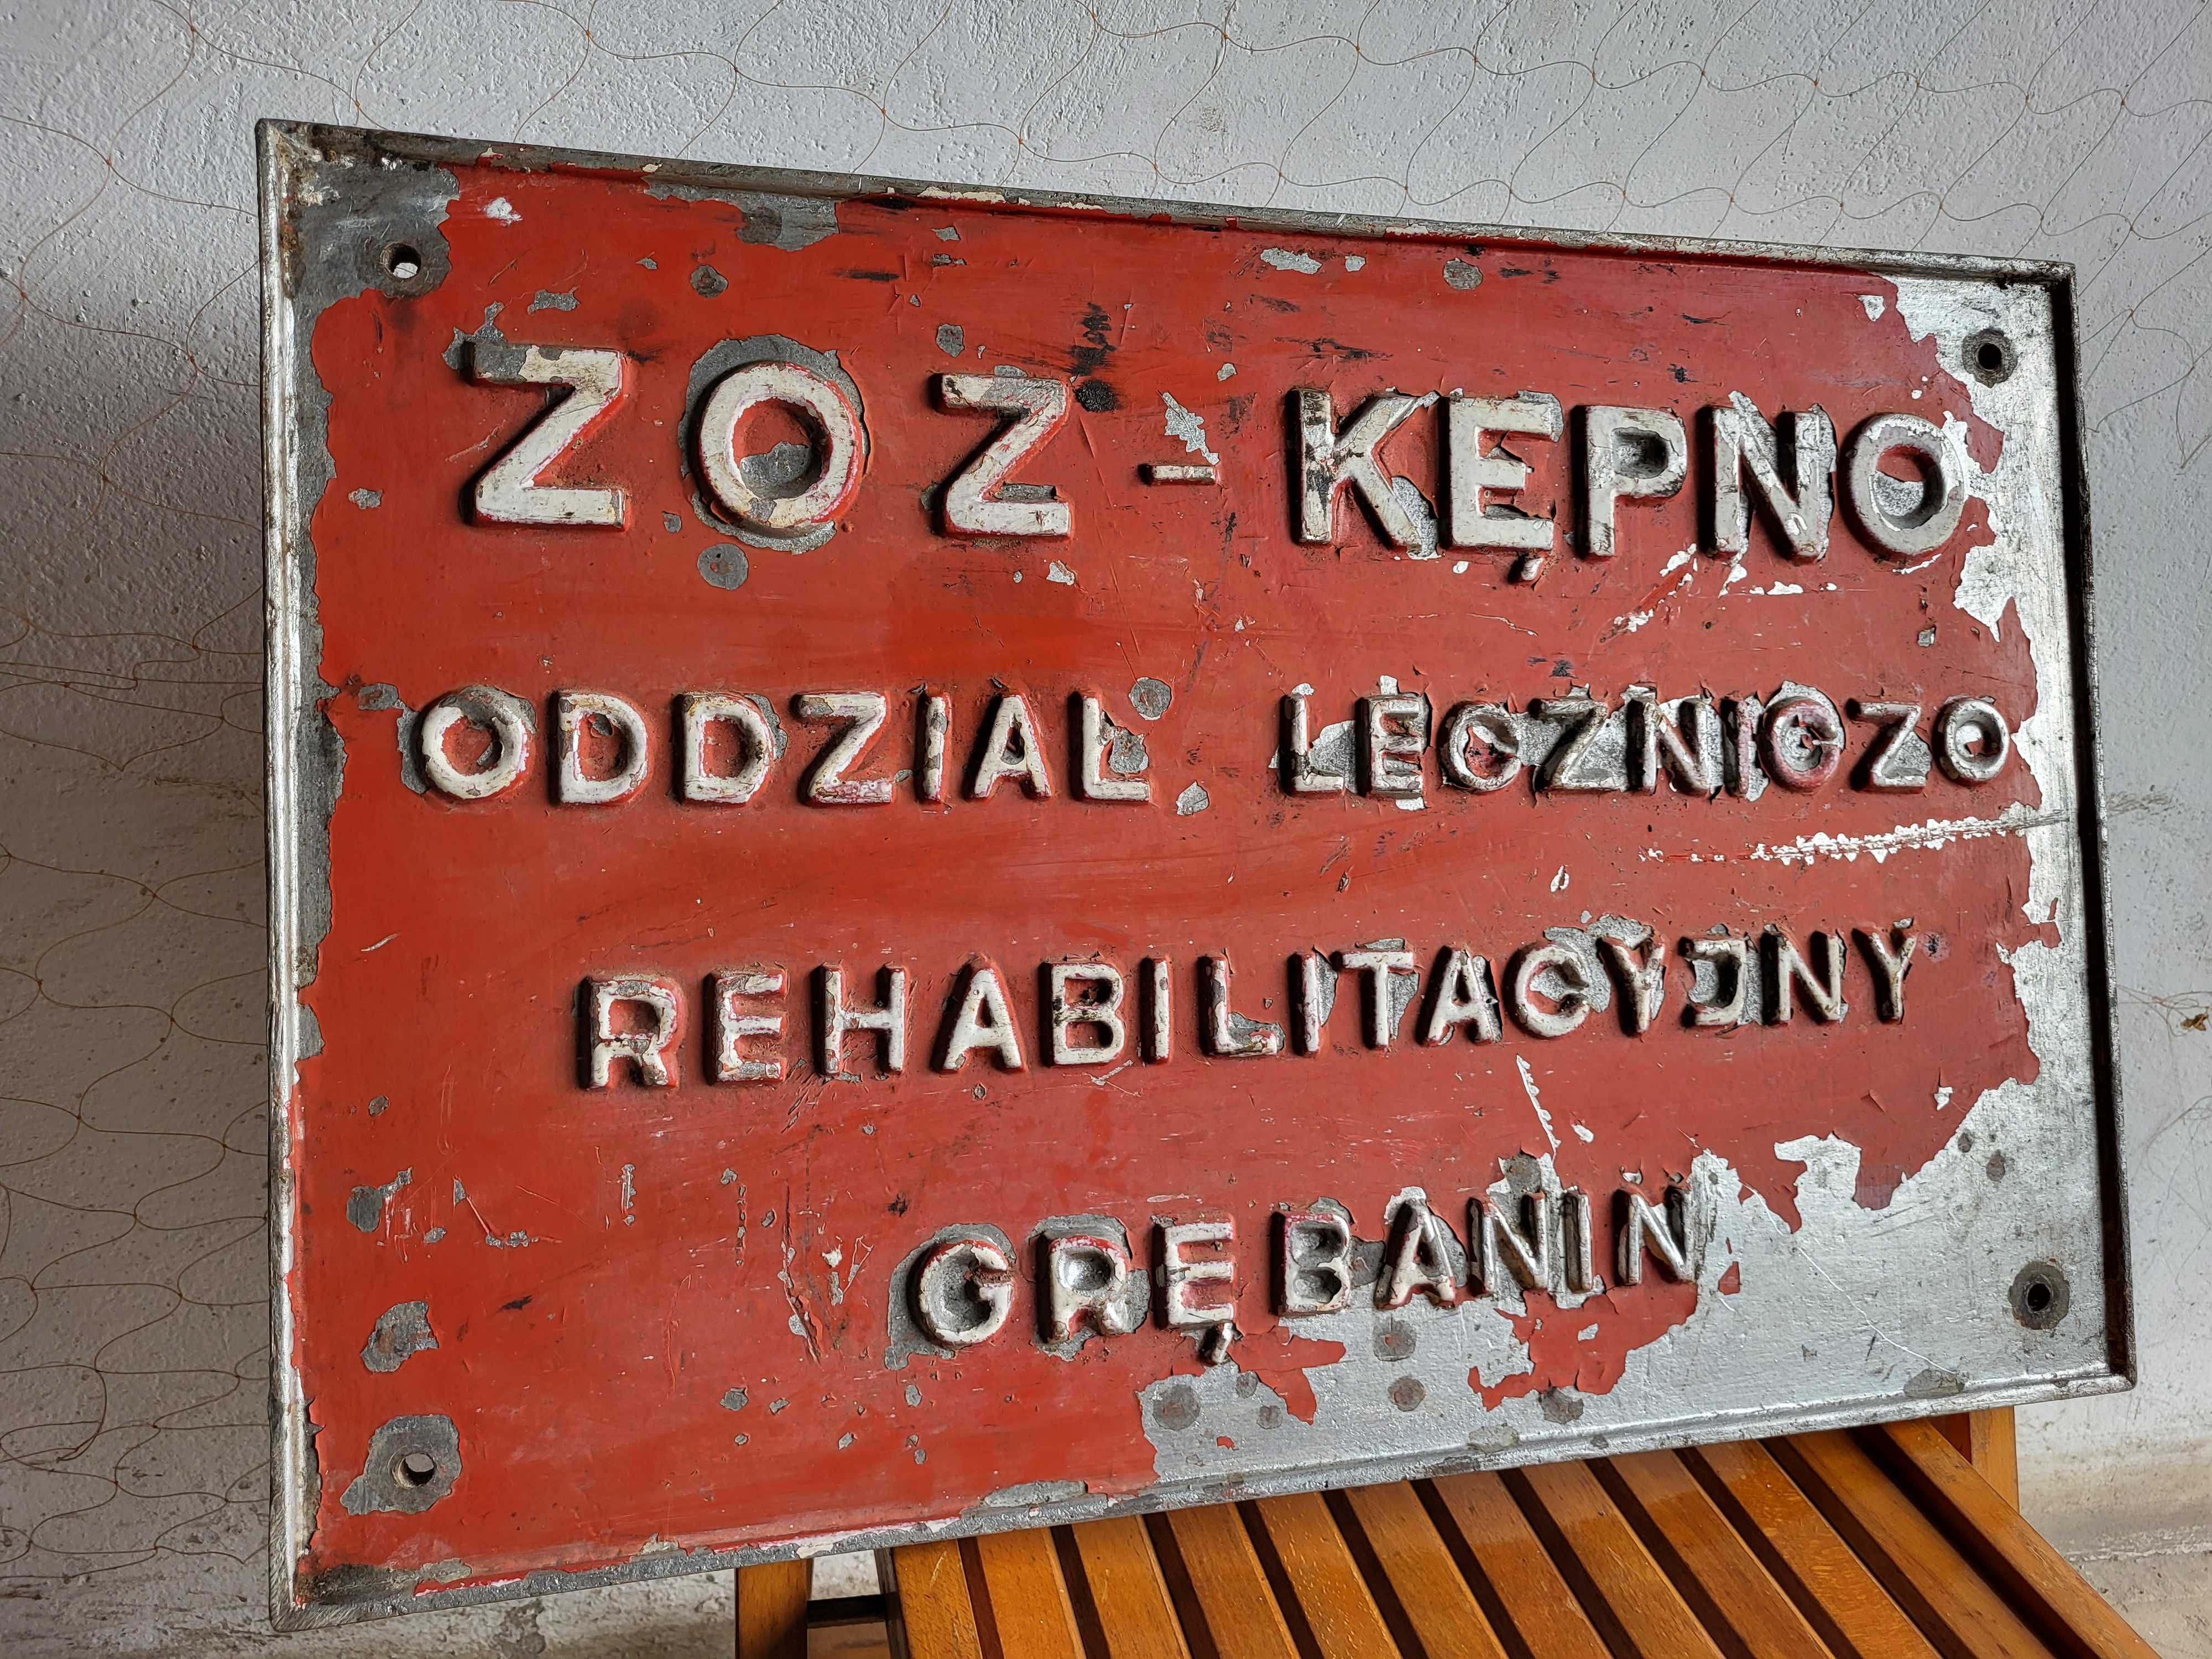 ZOZ - KĘPNO
ODDZIAŁ LECZNICZO
REHABILITACYJNY
GRĘBANIN